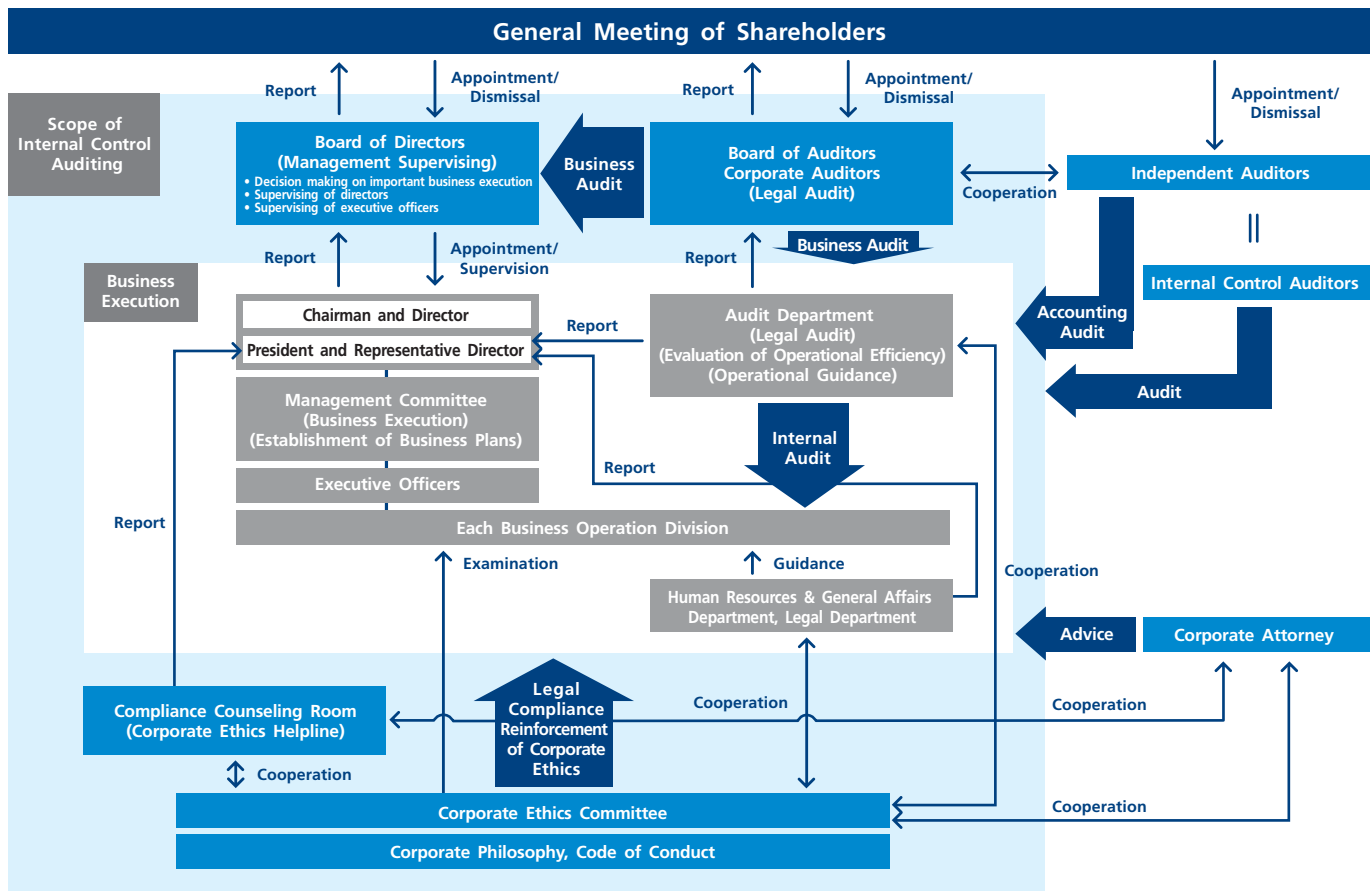 General Meeting of Shareholders
Report
Appointment/
Dismissal
Report
Appointment/
Dismissal
Appointment/
Dismissal
Scope of
Internal Control
Auditing
Board of Directors
(Management Supervising)
• Decision making on important business execution
• Supervising of directors
• Supervising of executive officers
Business
Audit
Board of Auditors
Corporate Auditors
(Legal Audit)
Cooperation
Independent Auditors
Report
Appointment/
Supervision
Report
Business Audit
Business
Execution
Internal Control Auditors
Chairman and Director
President and Representative Director
Report
Audit Department
(Legal Audit)
(Evaluation of Operational Efficiency)
(Operational Guidance)
Accounting
Audit
Audit
Management Committee
(Business Execution)
(Establishment of Business Plans)
Internal
Audit
Report
Executive Officers
Report
Each Business Operation Division
Examination
Guidance
Cooperation
Human Resources & General Affairs
Department, Legal Department
Advice
Corporate Attorney
Compliance Counseling Room
(Corporate Ethics Helpline)
Legal
Compliance
Reinforcement
of Corporate
Ethics
Cooperation
Cooperation
Cooperation
Corporate Ethics Committee
Cooperation
Corporate Philosophy, Code of Conduct